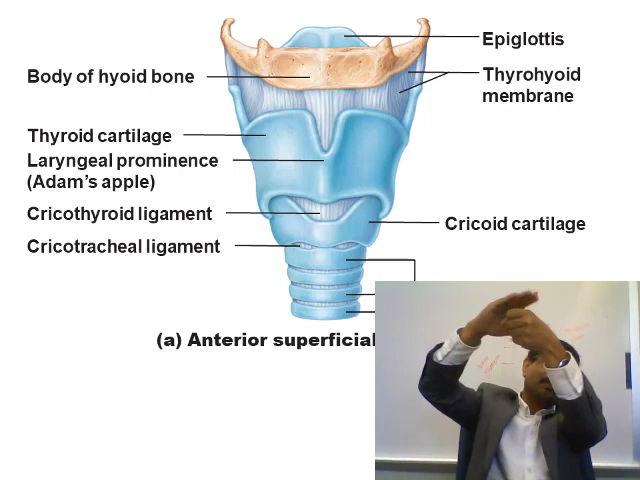 Epiglottis
Body of hyoid bone
Thyrohyoid
membrane
Thyroid cartilage
Laryngeal prominence
(Adam's apple)
Cricothyroid ligament
Cricoid cartilage
Cricotracheal ligament
(a) Anterior superficial